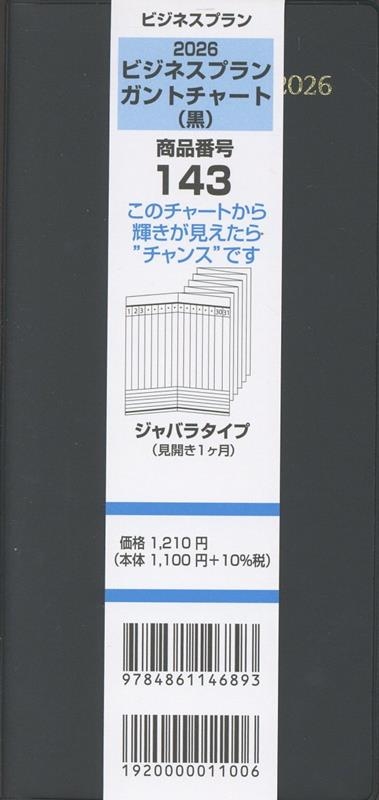 ビジネスプラン
2026
ビジネスプラン
ガントチャート
（黒）
2026
商品番号
143
このチャートから
輝きが見えたら
”チャンス”です
1 2 3 30 31
ジャバラタイプ
（見開き1ヶ月）
価格 1,210 円
（本体 1,100 円＋10％税）
9784861146893
1920000011006